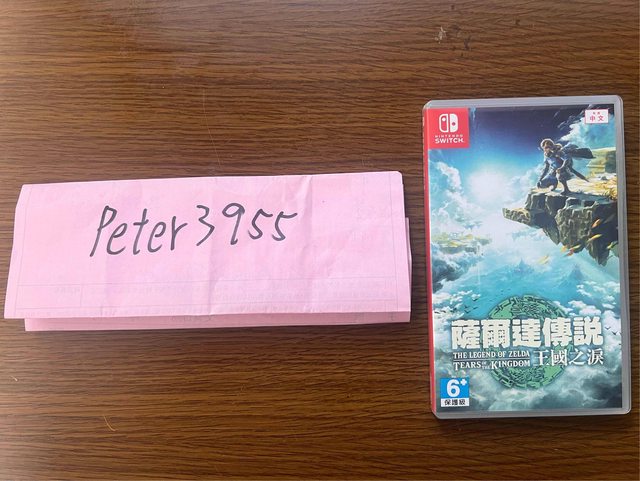 Peter3955
NINTENDO
SWITCH
中文
薩爾達傳說
THE LEGEND OF ZELDA
TEARS OF THE KINGDOM
王國之淚
6+
保護級